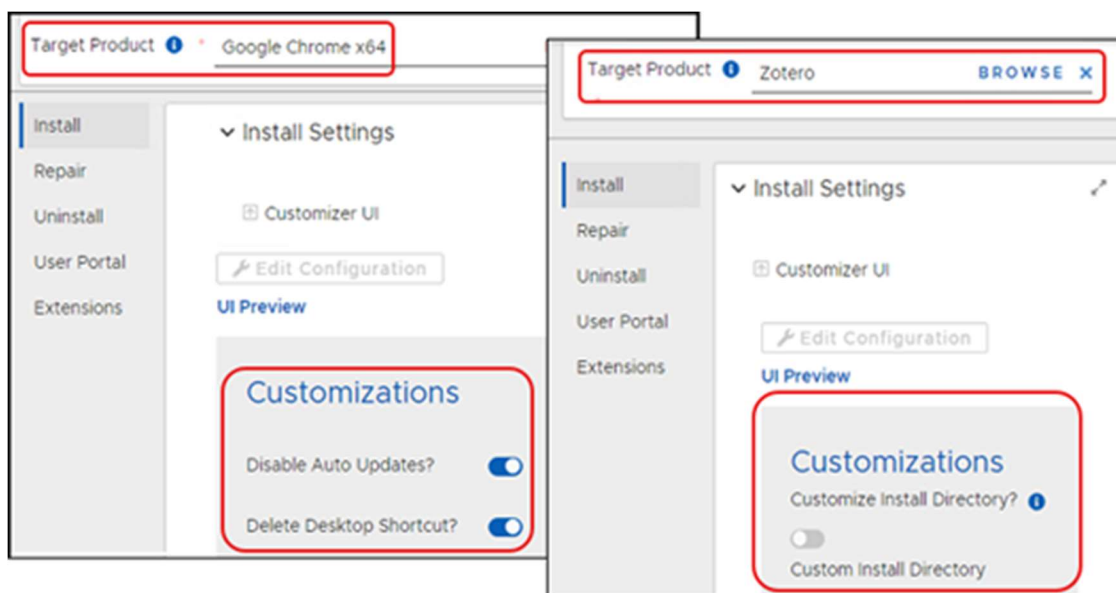 Target Product * Google Chrome x64
Install
Repair
Uninstall
User Portal
Extensions
Install Settings
Customizer UI
Edit Configuration
UI Preview
Customizations
Disable Auto Updates?
Delete Desktop Shortcut?
Target Product Zotero BROWSE X
Install
Repair
Uninstall
User Portal
Extensions
Install Settings
Customizer UI
Edit Configuration
UI Preview
Customizations
Customize Install Directory?
Custom Install Directory